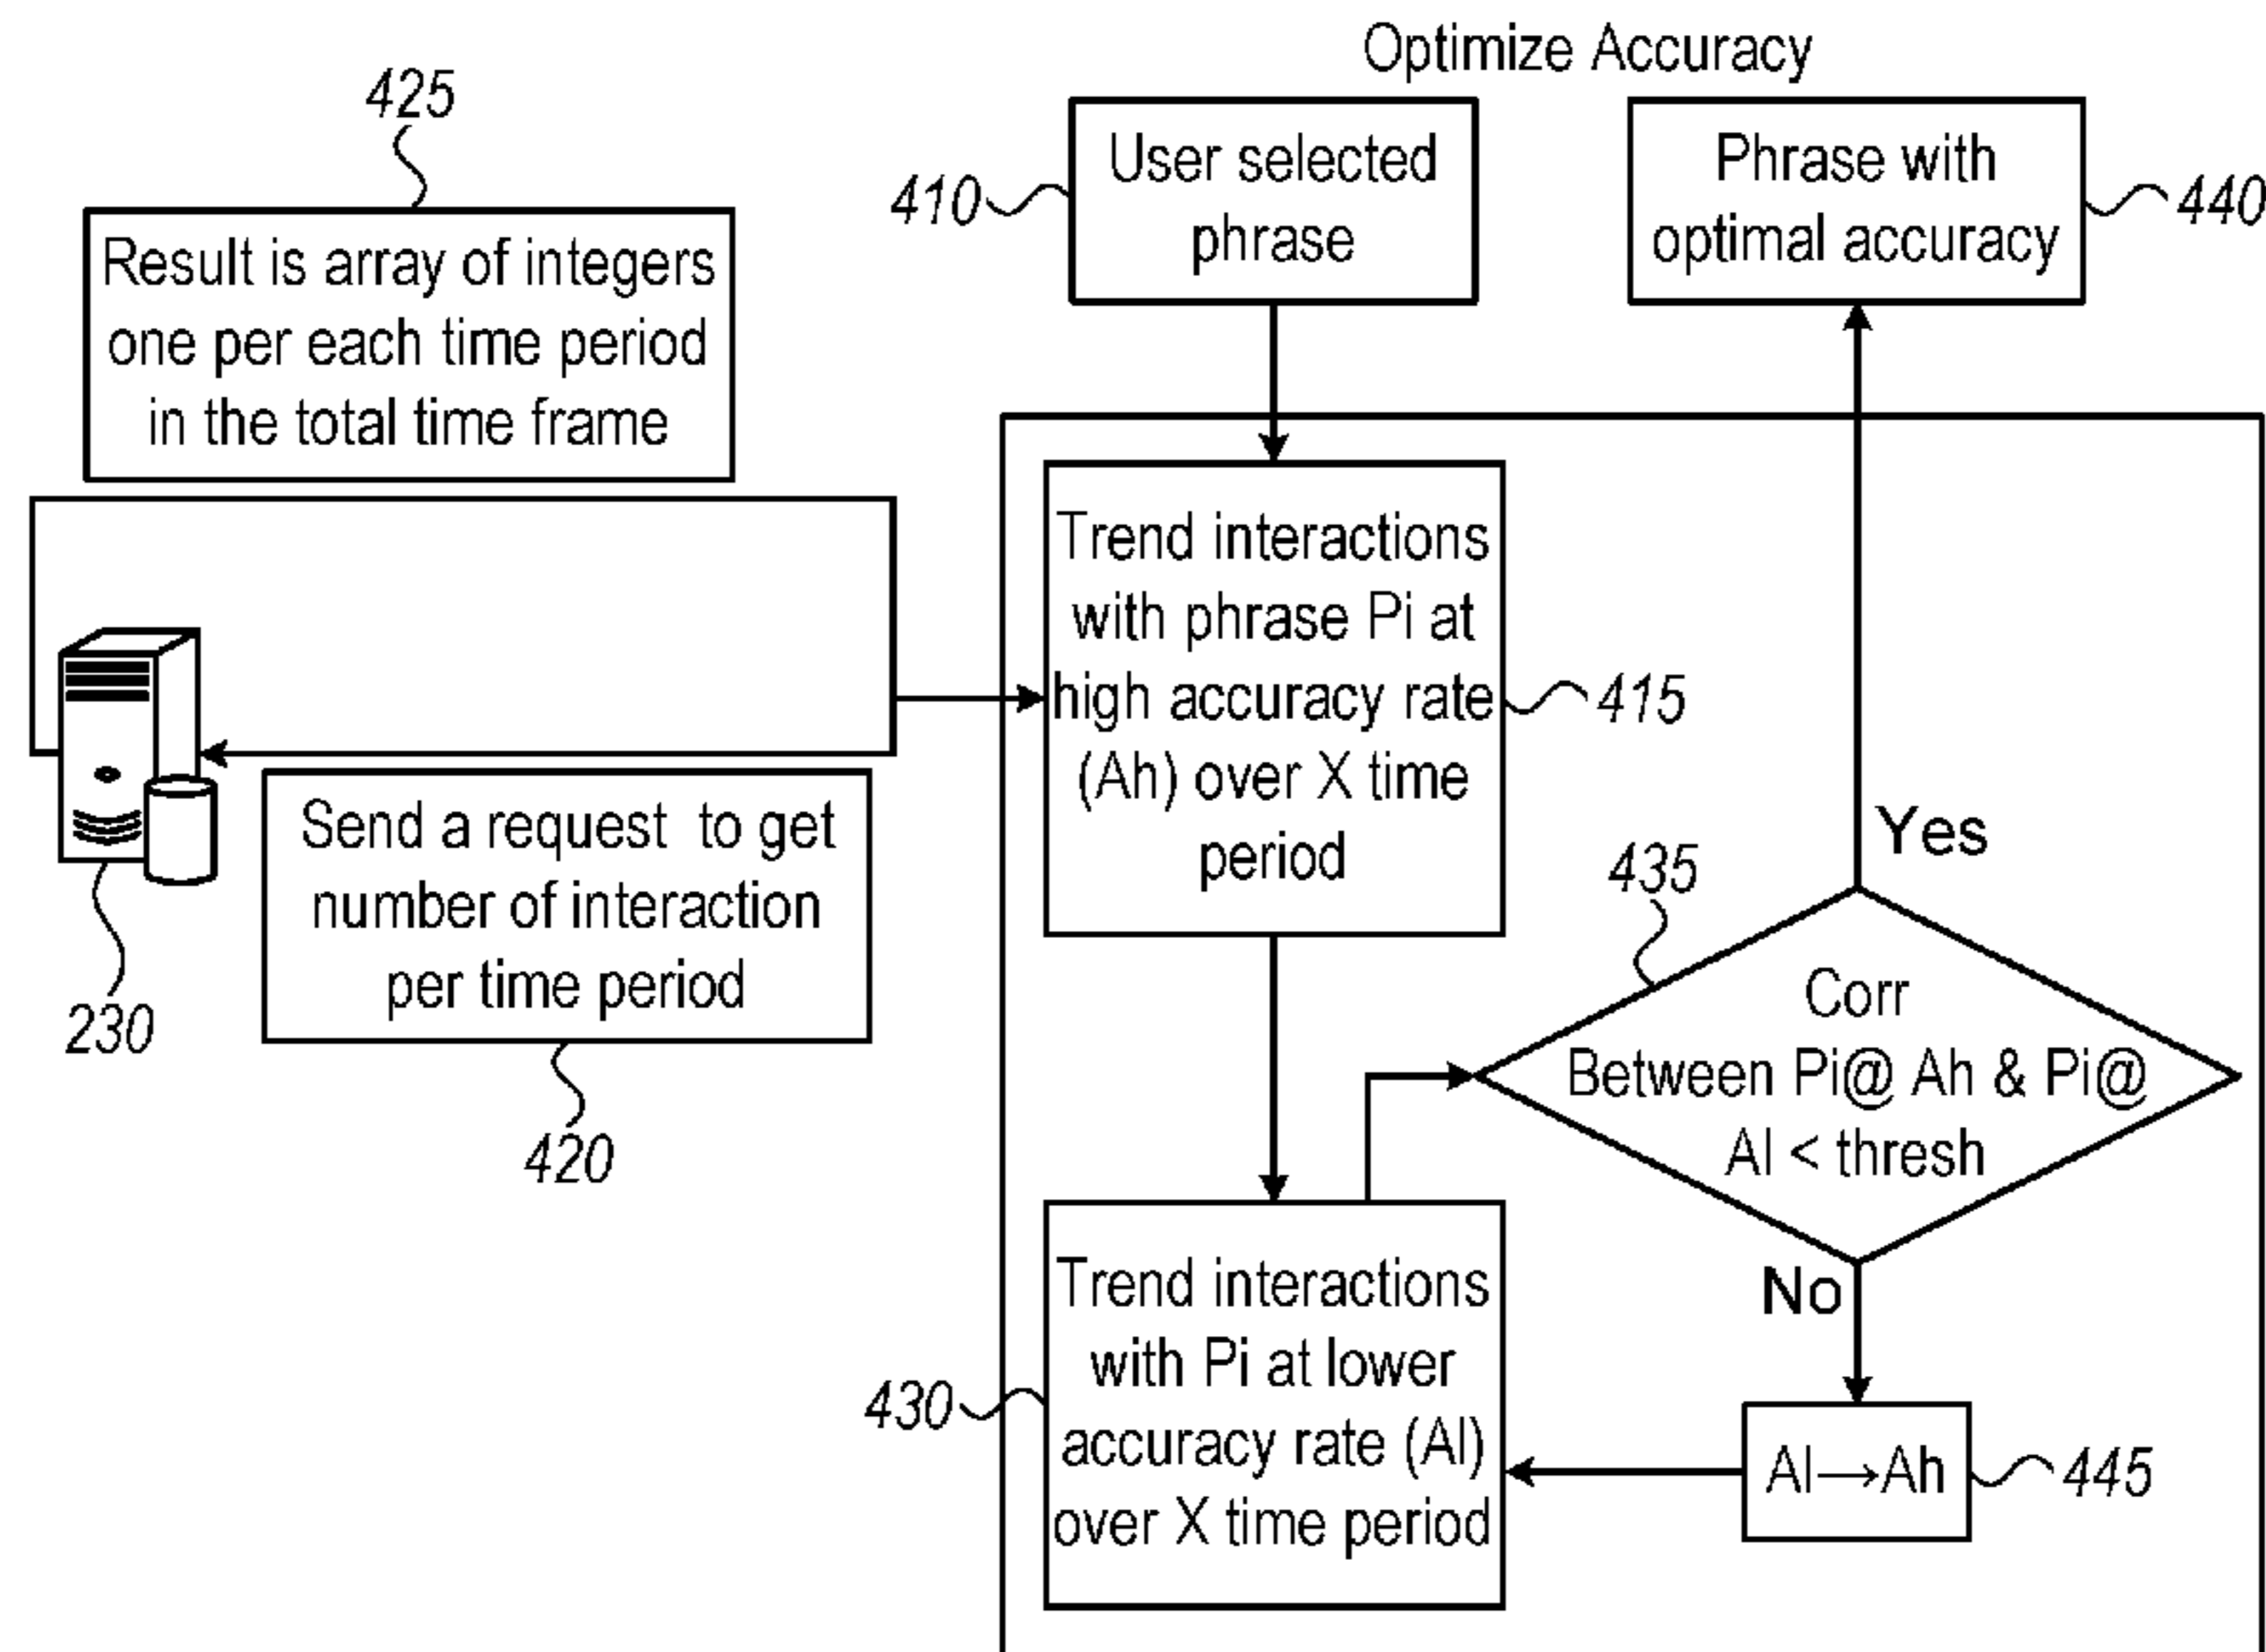 Optimize Accuracy
425
Result is array of integers
one per each time period
in the total time frame
410
User selected
phrase
Phrase with
optimal accuracy
440
Trend interactions
with phrase Pi at
high accuracy rate
(Ah) over X time
period
415
230
Send a request to get
number of interaction
per time period
420
Yes
435
Corr
Between Pi@ Ah & Pi@
Al < thresh
No
430
Trend interactions
with Pi at lower
accuracy rate (Al)
over X time period
Al→Ah
445